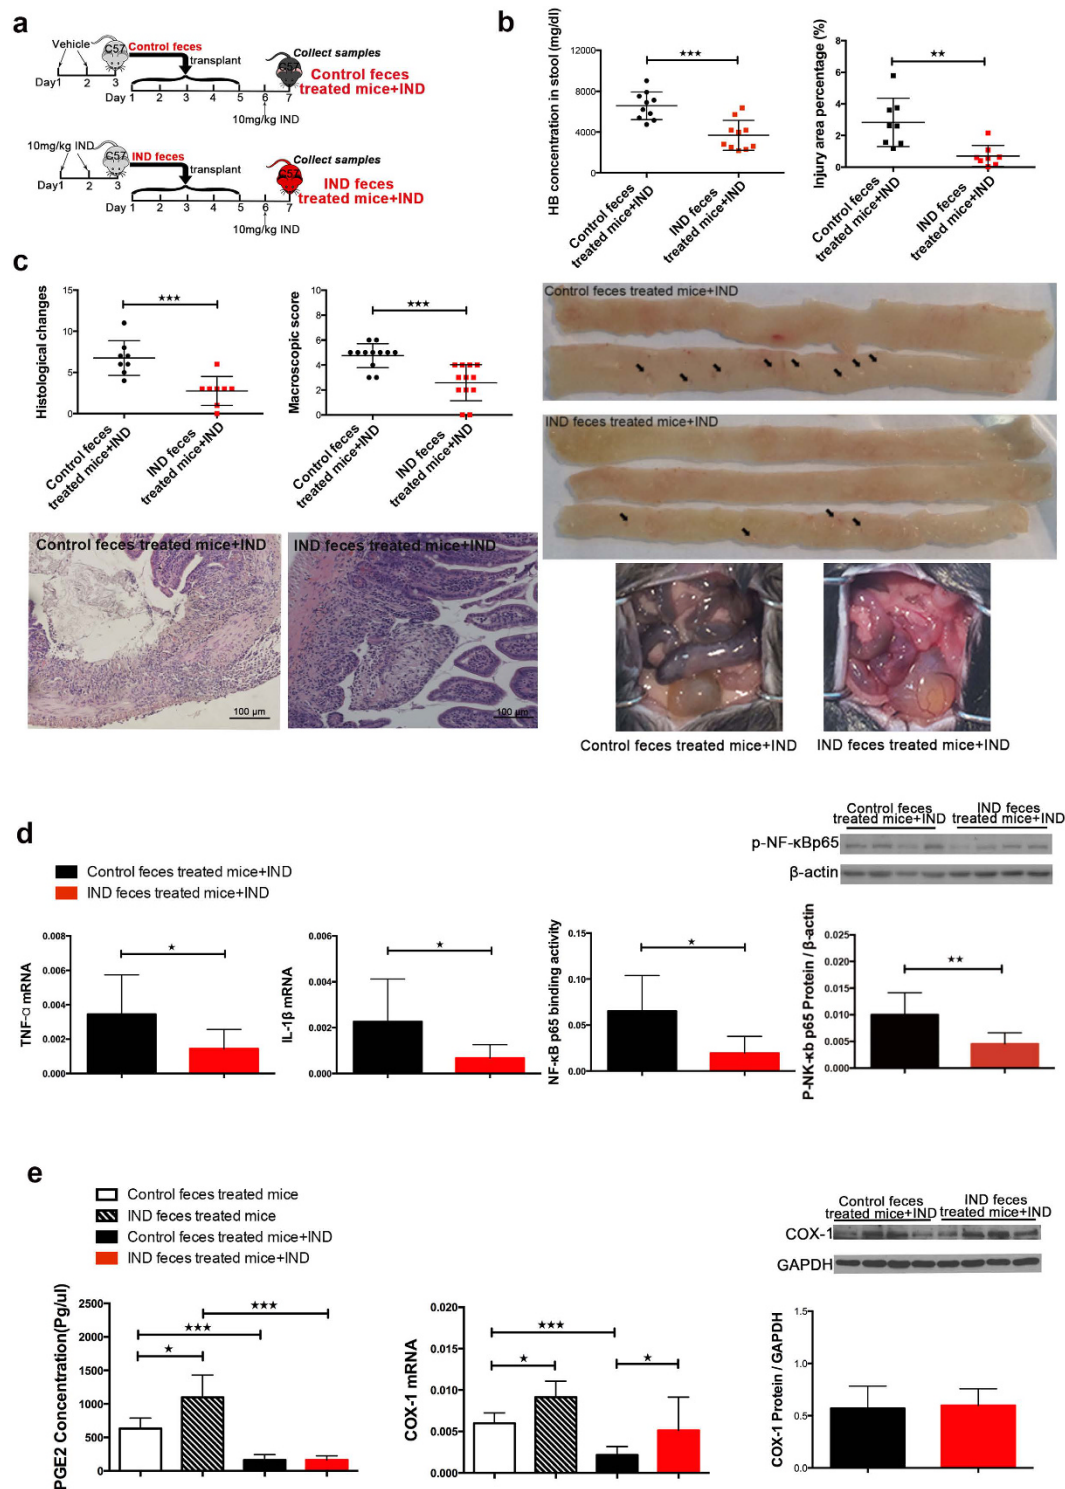 a
Vehicle
C57
Control feces
transplant
Collect samples
C57
Control feces
treated mice+IND
Day1 2 3
Day 1 2 3 4 5 6 7
10mg/kg IND
10mg/kg IND
C57
IND feces
transplant
Collect samples
C57
IND feces
treated mice+IND
Day1 2 3
Day 1 2 3 4 5 6 7
10mg/kg IND
b
HB concentration in stool (mg/dl)
12000
8000
4000
0
★★★
Control feces
treated mice+IND
IND feces
treated mice+IND
Injury area percentage (%)
8
6
4
2
0
★★
Control feces
treated mice+IND
IND feces
treated mice+IND
Control feces treated mice+IND
IND feces treated mice+IND
Control feces treated mice+IND
IND feces treated mice+IND
c
Histological changes
15
10
5
0
★★★
Control feces
treated mice+IND
IND feces
treated mice+IND
Macroscopic score
10
8
6
4
2
0
★★★
Control feces
treated mice+IND
IND feces
treated mice+IND
Control feces treated mice+IND
100 μm
IND feces treated mice+IND
100 μm
d
Control feces treated mice+IND
IND feces treated mice+IND
Control feces
treated mice+IND
IND feces
treated mice+IND
p-NF-κBp65
β-actin
TNF-α mRNA
0.008
0.006
0.004
0.002
0.000
★
IL-1β mRNA
0.006
0.004
0.002
0.000
★
NF-κB p65 binding activity
0.15
0.10
0.05
0.00
★
P-NK-kb p65 Protein / β-actin
0.025
0.020
0.015
0.010
0.005
0.000
★★
e
Control feces treated mice
IND feces treated mice
Control feces treated mice+IND
IND feces treated mice+IND
Control feces
treated mice+IND
IND feces
treated mice+IND
COX-1
GAPDH
PGE2 Concentration(Pg/ul)
2500
2000
1500
1000
500
0
★★★
★★★
★
COX-1 mRNA
0.020
0.015
0.010
0.005
0.000
★★★
★
★
COX-1 Protein / GAPDH
1.5
1.0
0.5
0.0